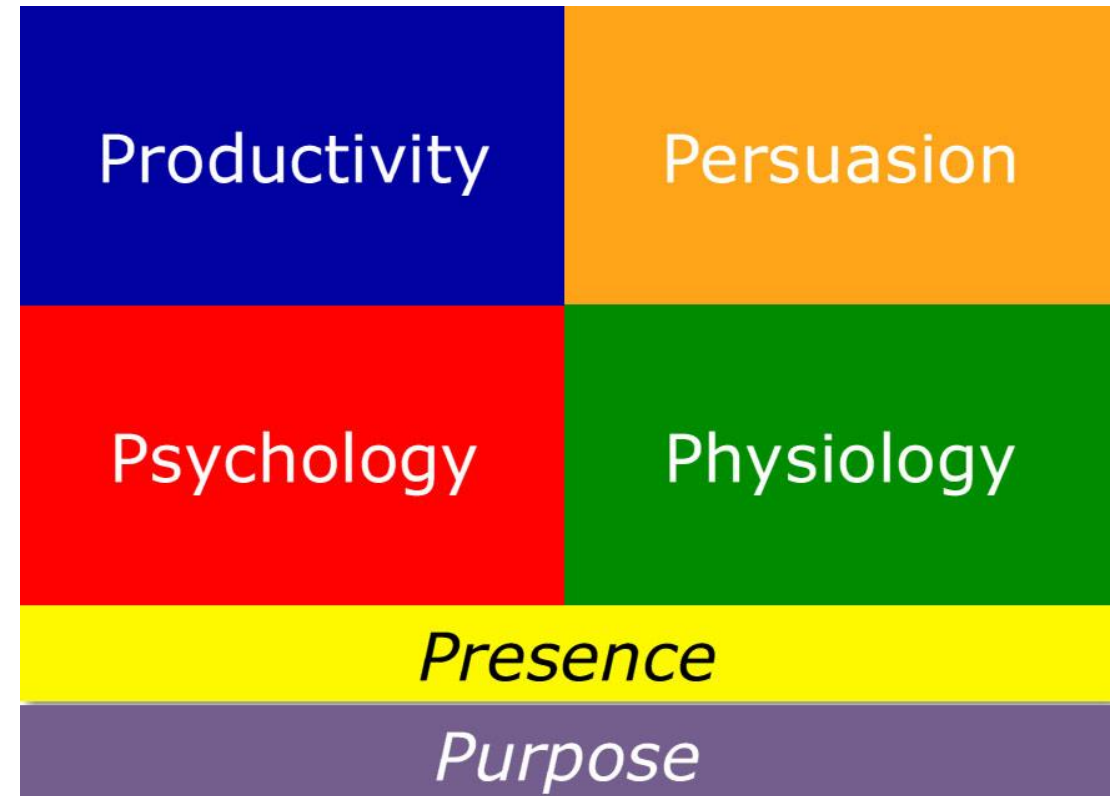 Productivity
Persuasion
Psychology
Physiology
Presence
Purpose